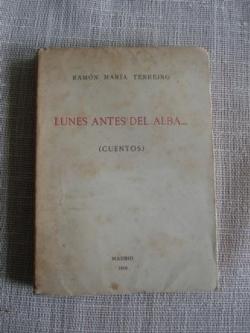 RAMÓN MARÍA TENREIRO
LUNES ANTES DEL ALBA...
(CUENTOS)
MADRID